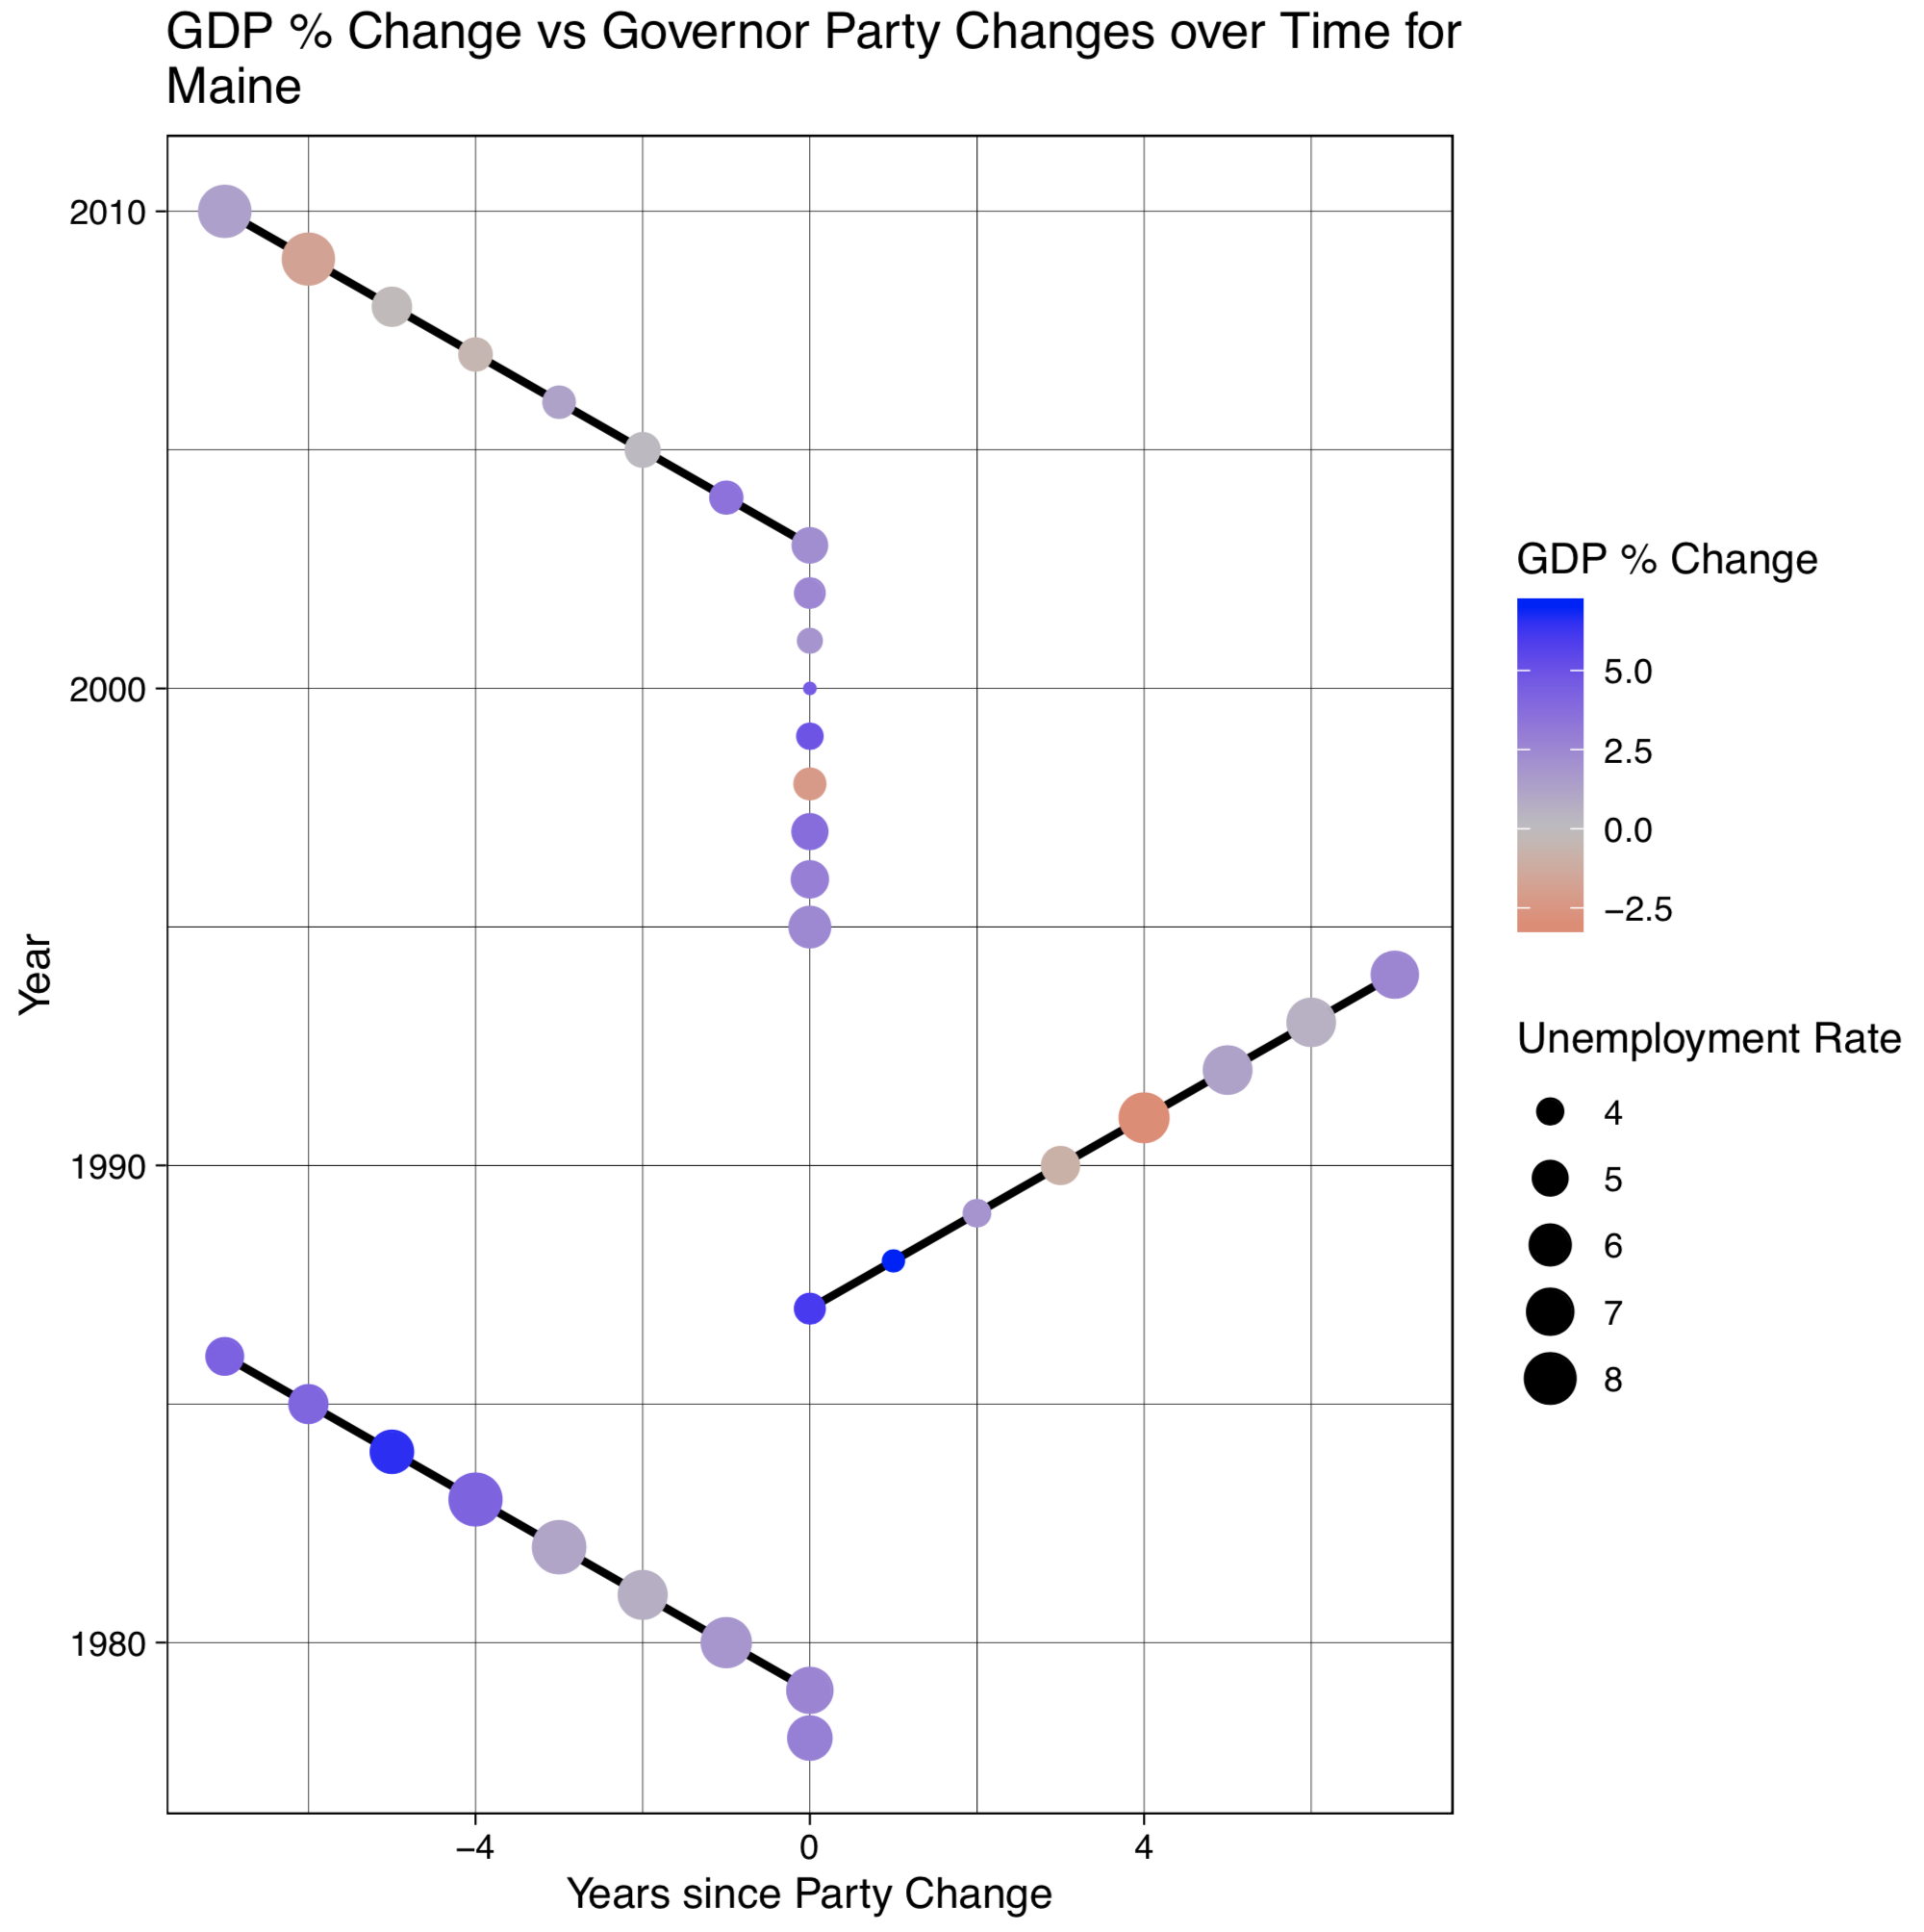 GDP % Change vs Governor Party Changes over Time for
Maine
2010
2000
1990
1980
Year
−4
0
4
Years since Party Change
GDP % Change
5.0
2.5
0.0
−2.5
Unemployment Rate
4
5
6
7
8